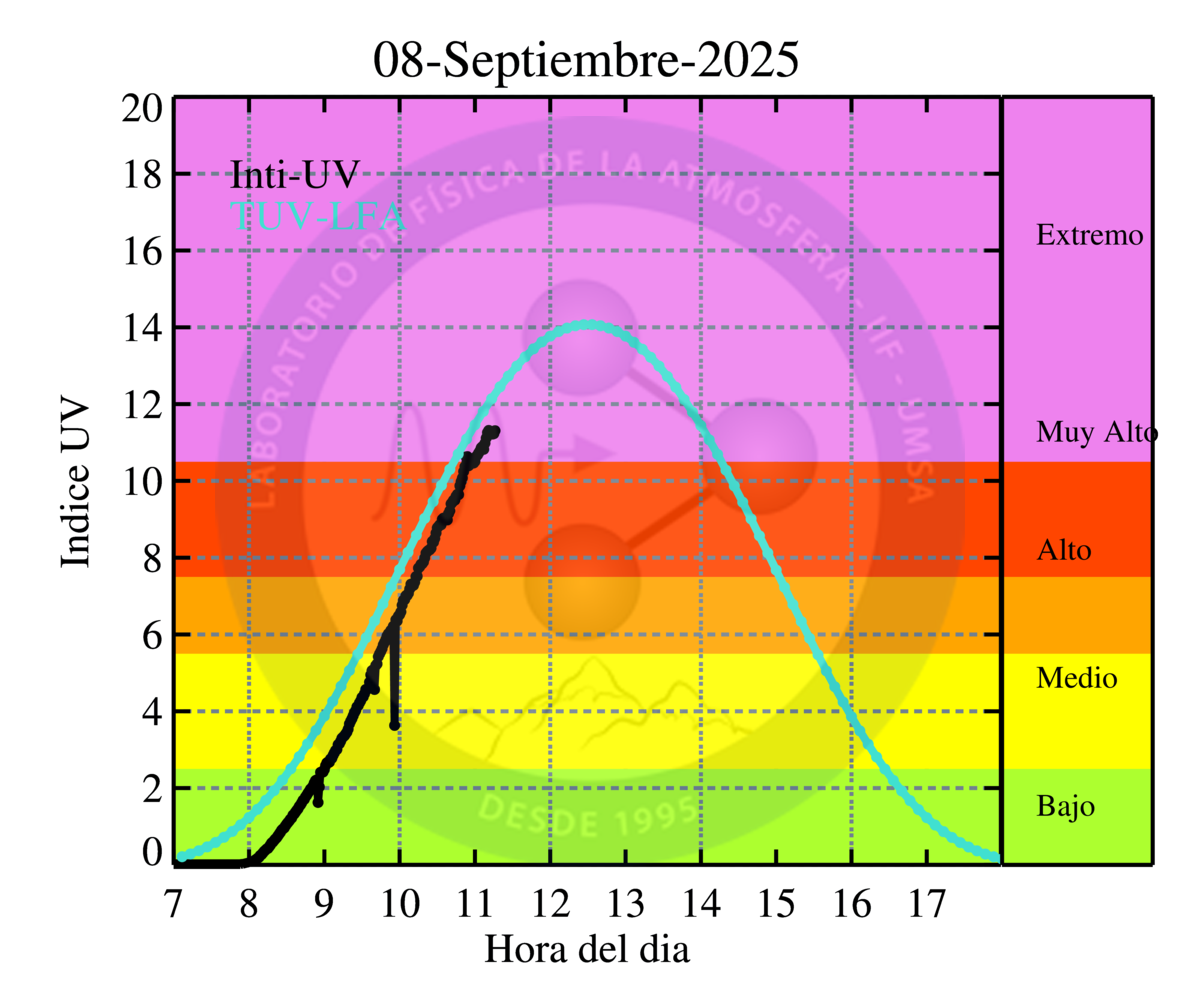 08-Septiembre-2025
20
18
16
14
12
10
8
6
4
2
0
Indice UV
Inti-UV
TUV-LFA
LABORATORIO DE FÍSICA DE LA ATMÓSFERA - IIF - UMSA
DESDE 1995
Extremo
Muy Alto
Alto
Medio
Bajo
7 8 9 10 11 12 13 14 15 16 17
Hora del dia